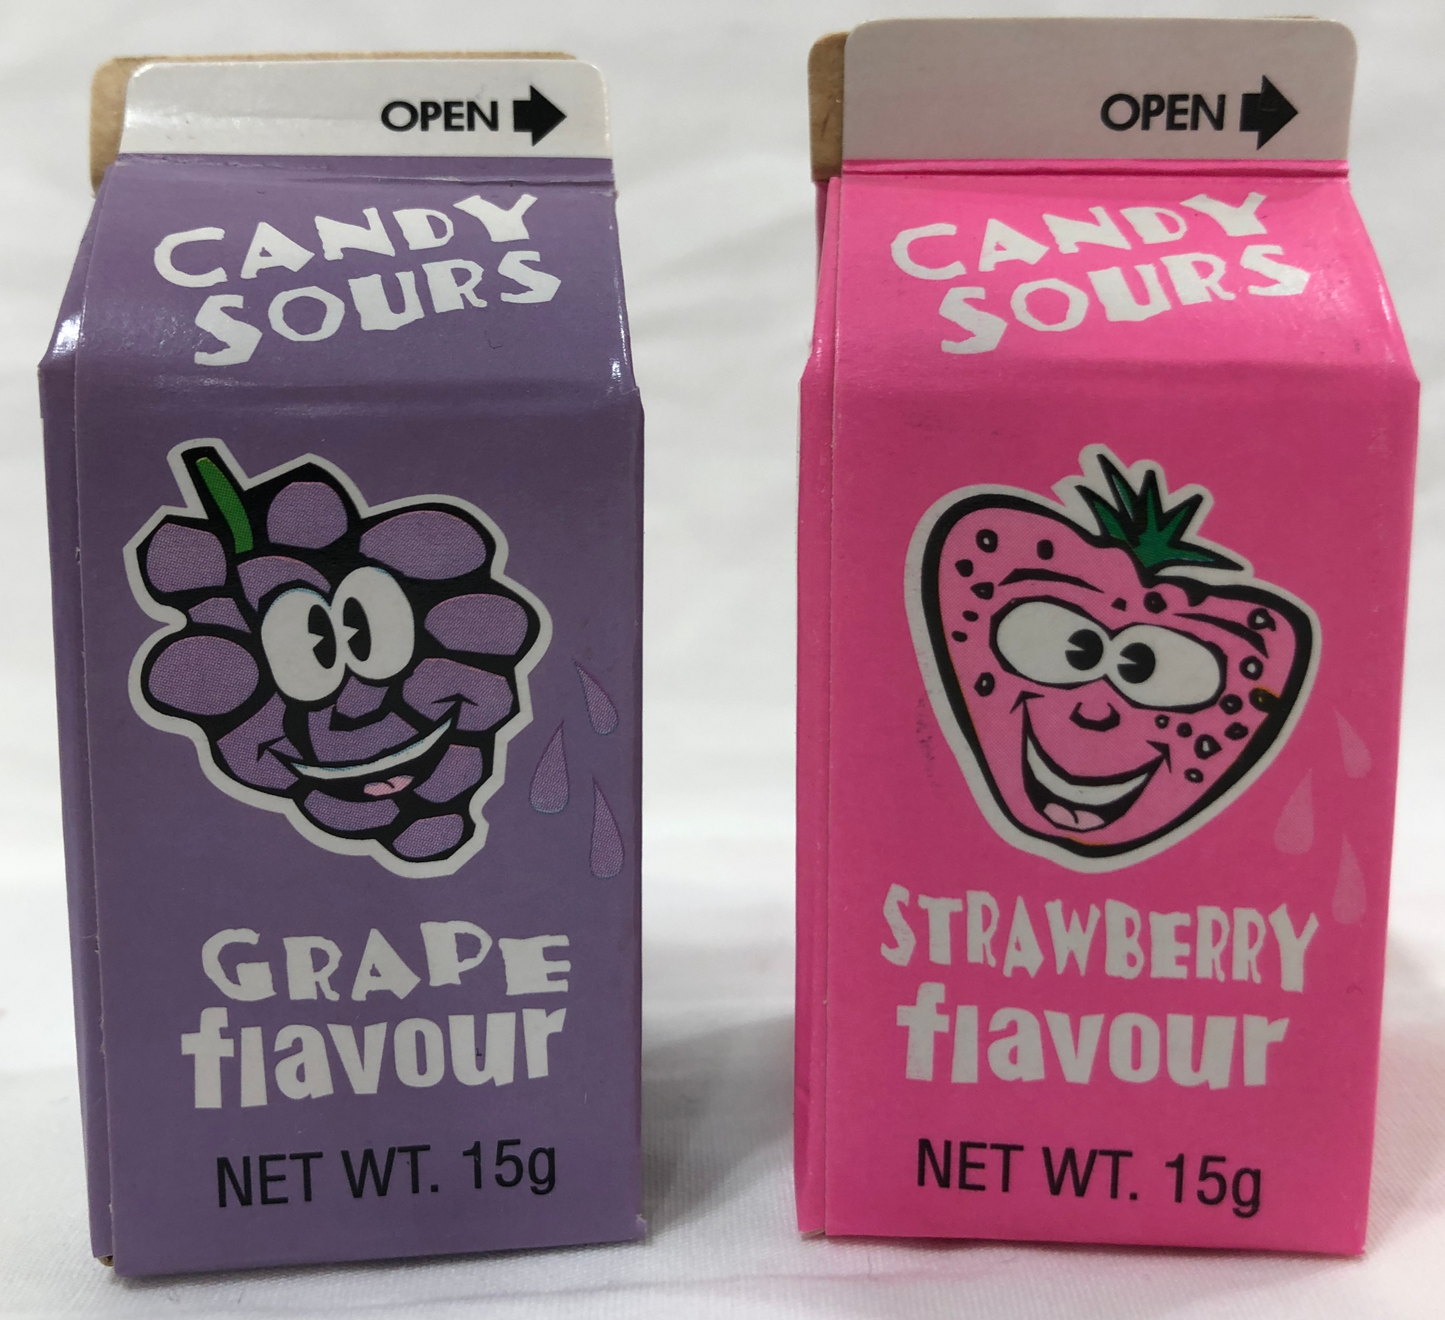 OPEN
CANDY
SOURS
GRAPE
flavour
NET WT. 15g
OPEN
CANDY
SOURS
STRAWBERRY
flavour
NET WT. 15g